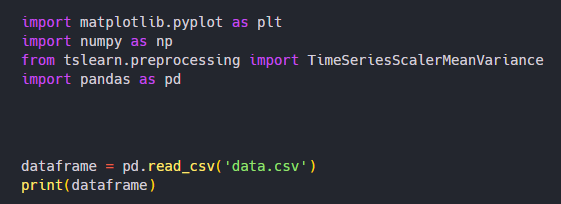 import matplotlib.pyplot as plt
import numpy as np
from tslearn.preprocessing import TimeSeriesScalerMeanVariance
import pandas as pd
dataframe = pd.read_csv('data.csv')
print(dataframe)